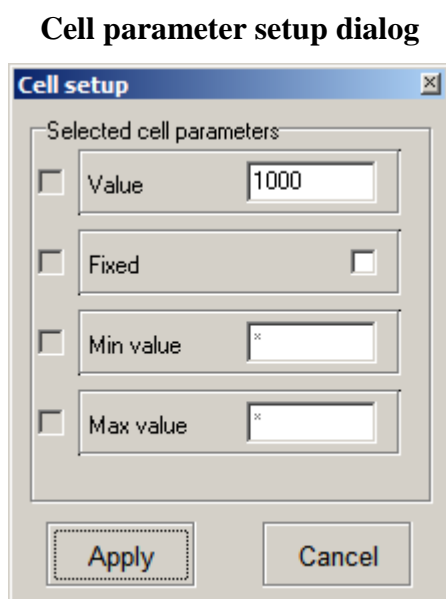 Cell parameter setup dialog
Cell setup
Selected cell parameters
Value 1000
Fixed
Min value *
Max value *
Apply Cancel